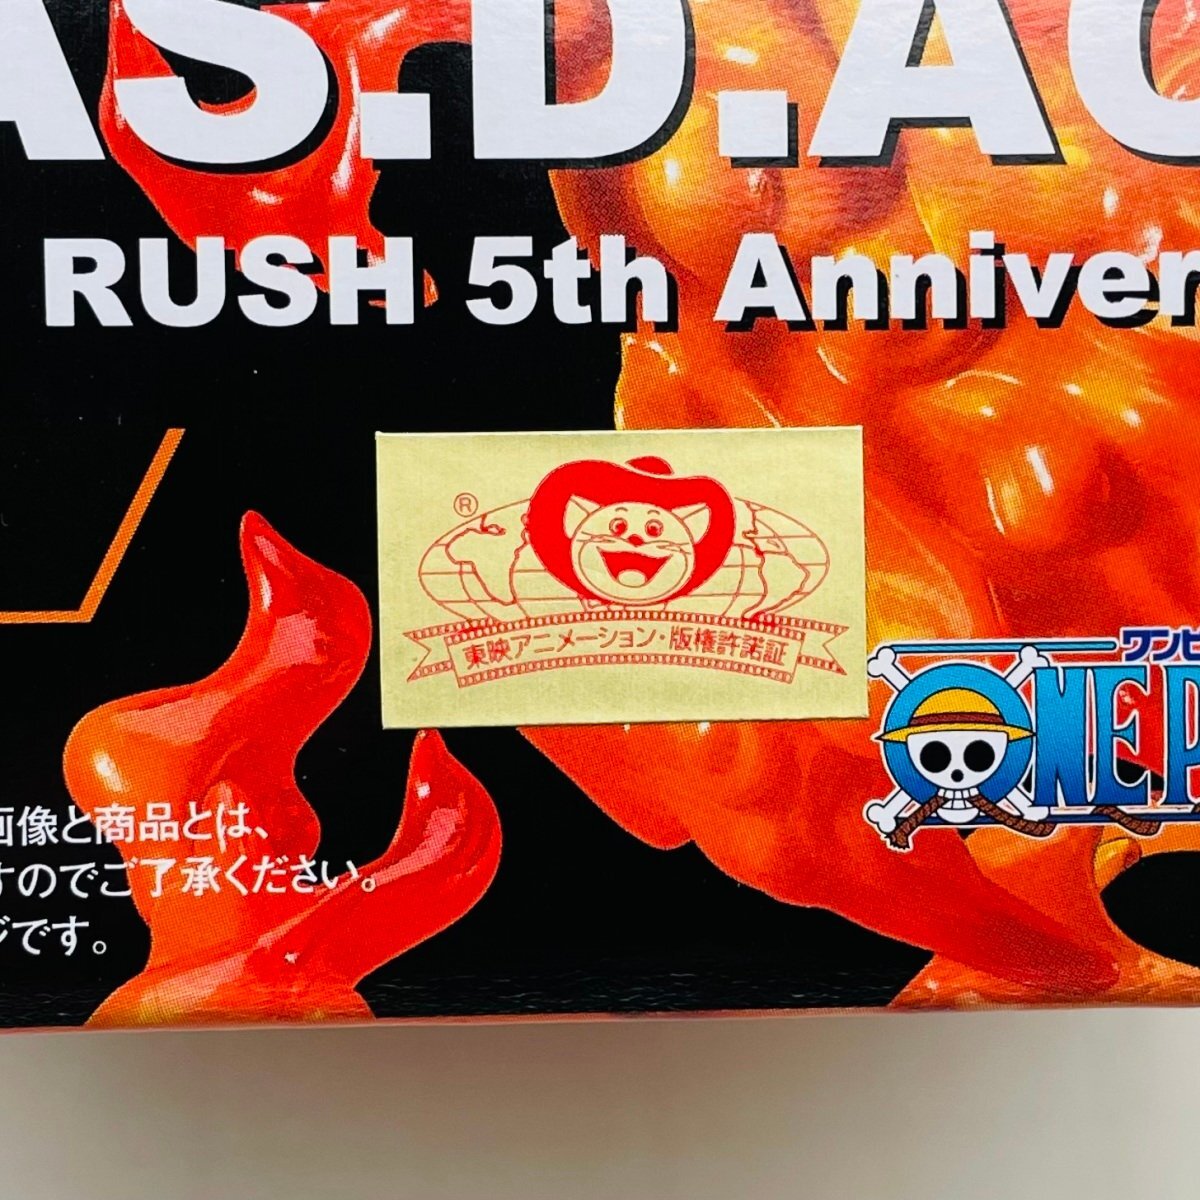 AS.D.AC
RUSH 5th Anniver
®
東映アニメーション・版権許諾証
ワンピ
ONE P
画像と商品とは、
すのでご了承ください。
ジです。